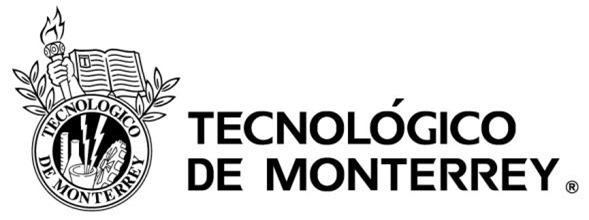 TECNOLOGICO
DE MONTERREY
TECNOLÓGICO
DE MONTERREY ®